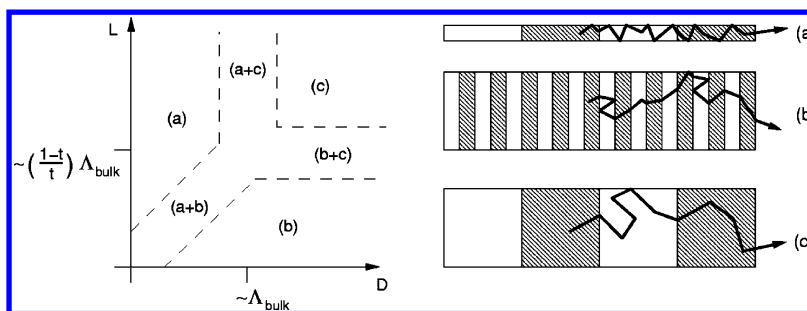 L
(a+c)
(c)
(a)
~(1-t/t) Λbulk
(b+c)
(a+b)
(b)
~Λbulk
D
(a
(b
(c